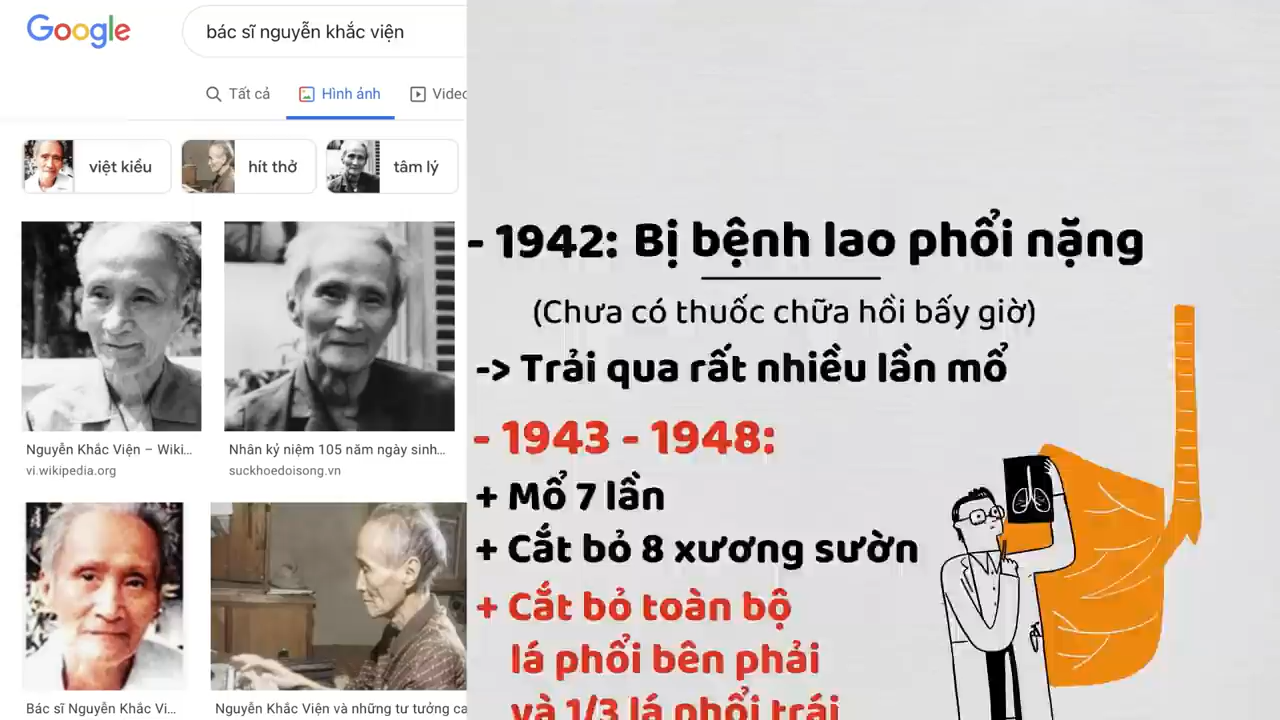 Google
bác sĩ nguyễn khắc viện
Tất cả
Hình ảnh
Video
việt kiều
hít thở
tâm lý
Nguyễn Khắc Viện – Wiki...
vi.wikipedia.org
Nhân kỷ niệm 105 năm ngày sinh...
suckhoedoisong.vn
Bác sĩ Nguyễn Khắc Vi...
Nguyễn Khắc Viện và những tư tưởng ca
- 1942: Bị bệnh lao phổi nặng
(Chưa có thuốc chữa hồi bấy giờ)
-> Trải qua rất nhiều lần mổ
- 1943 - 1948:
+ Mổ 7 lần
+ Cắt bỏ 8 xương sườn
+ Cắt bỏ toàn bộ
lá phổi bên phải
và 1/3 lá phổi trái